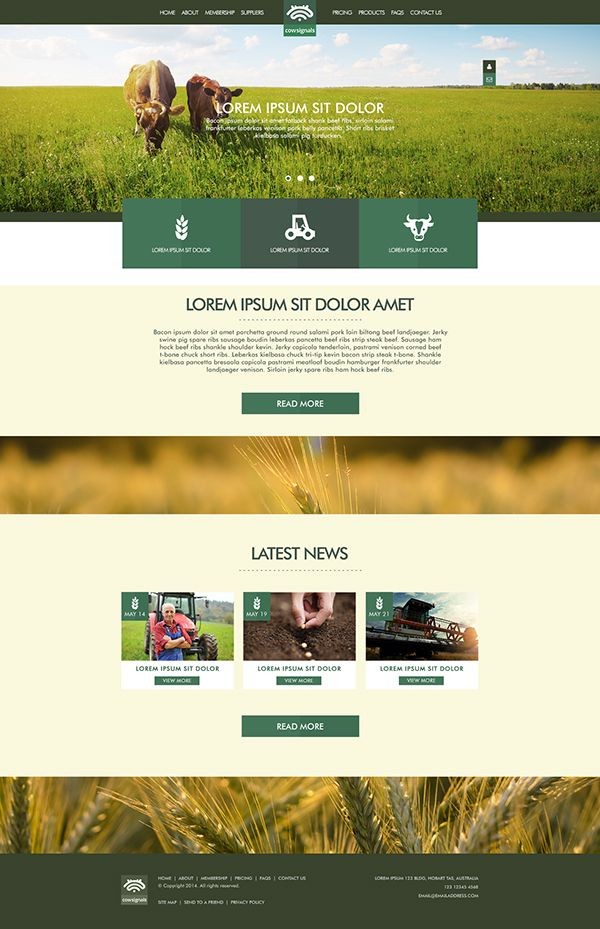 HOME ABOUT MEMBERSHIP SUPPLIERS
cowsignals
PRICING PRODUCTS FAQS CONTACT US
LOREM IPSUM SIT DOLOR
Bacon ipsum dolor sit amet fatback shank beef ribs, sirloin salami
frankfurter leberkas venison pork belly pancetta. Short ribs brisket
kielbasa salami pig turducken.
LOREM IPSUM SIT DOLOR
LOREM IPSUM SIT DOLOR
LOREM IPSUM SIT DOLOR
LOREM IPSUM SIT DOLOR AMET
Bacon ipsum dolor sit amet porchetta ground round salami pork loin biltong beef landjaeger. Jerky
swine pig spare ribs sausage boudin leberkas pancetta beef ribs strip steak beef. Sausage ham
hock beef ribs shankle shoulder kevin. Jerky capicola tenderloin, pastrami venison corned beef
t-bone chuck short ribs. Leberkas kielbasa chuck tri-tip kevin bacon strip steak t-bone. Shankle
kielbasa pancetta bresaola capicola pastrami meatloaf boudin hamburger frankfurter shoulder
landjaeger venison. Sirloin jerky spare ribs ham hock beef ribs.
READ MORE
LATEST NEWS
MAY 14
LOREM IPSUM SIT DOLOR
VIEW MORE
MAY 19
LOREM IPSUM SIT DOLOR
VIEW MORE
MAY 21
LOREM IPSUM SIT DOLOR
VIEW MORE
READ MORE
cowsignals
HOME | ABOUT | MEMBERSHIP | PRICING | FAQS | CONTACT US
© Copyright 2014. All rights reserved.
SITE MAP | SEND TO A FRIEND | PRIVACY POLICY
LOREM IPSUM 123 BLDG, HOBART TAS, AUSTRALIA
123 12345 4568
EMAIL@EMAILADDRESS.COM